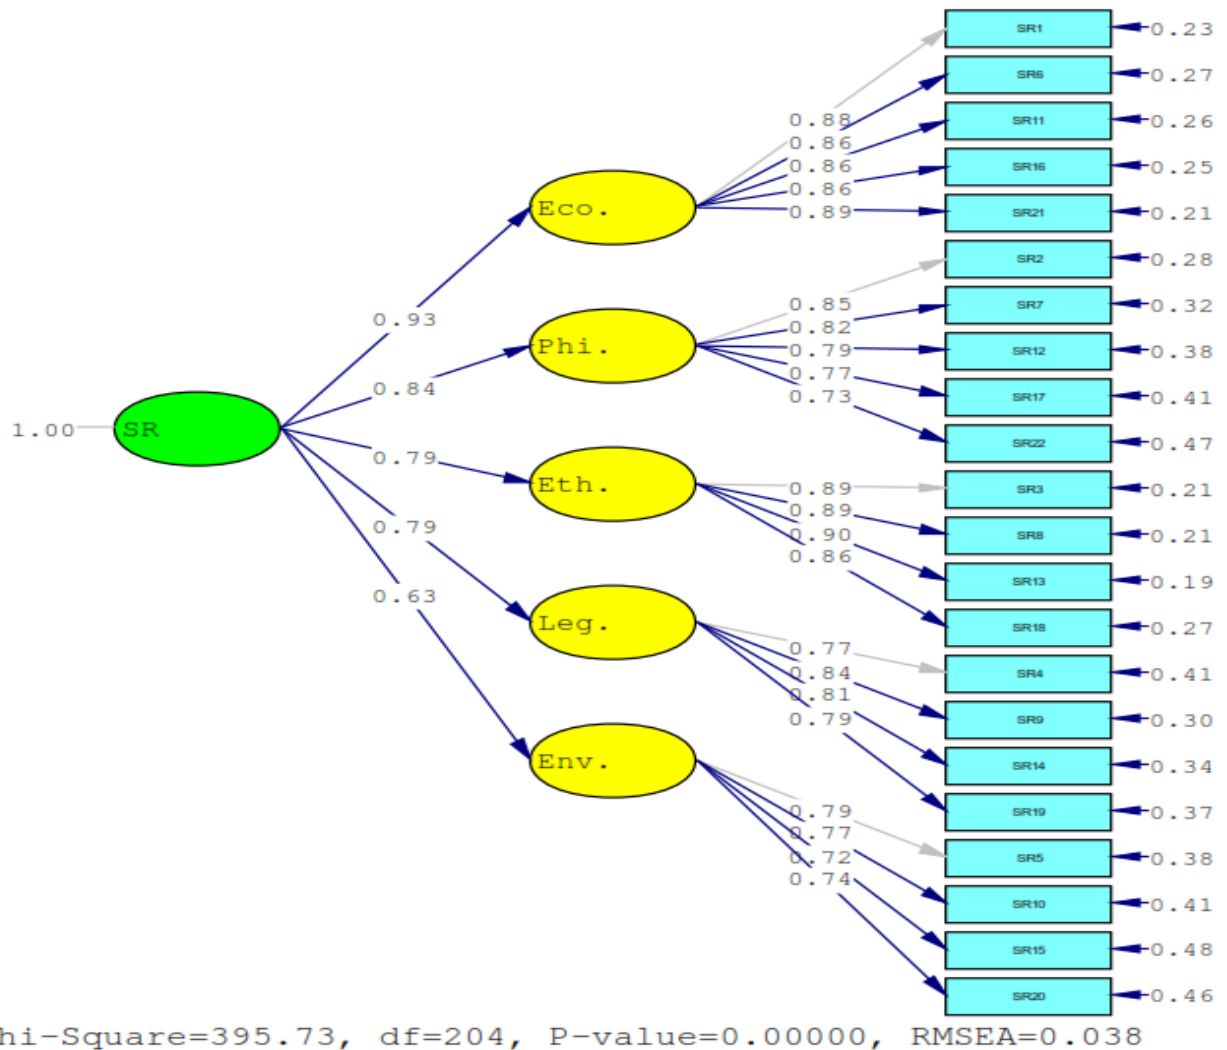 SR1 0.23
SR6 0.27
0.88 SR11 0.26
0.86
0.86 SR16 0.25
0.86
Eco. 0.89 SR21 0.21
SR2 0.28
0.85 SR7 0.32
0.93 0.82
Phi. 0.79 SR12 0.38
0.77
0.84 0.73 SR17 0.41
1.00 SR SR22 0.47
0.79
Eth. 0.89 SR3 0.21
0.89
0.79 0.90 SR8 0.21
0.86
SR13 0.19
0.63
Leg. SR18 0.27
0.77
0.84 SR4 0.41
0.81
0.79 SR9 0.30
Env. SR14 0.34
0.79 SR19 0.37
0.77
0.72 SR5 0.38
0.74
SR10 0.41
SR15 0.48
SR20 0.46
hi-Square=395.73, df=204, P-value=0.00000, RMSEA=0.038